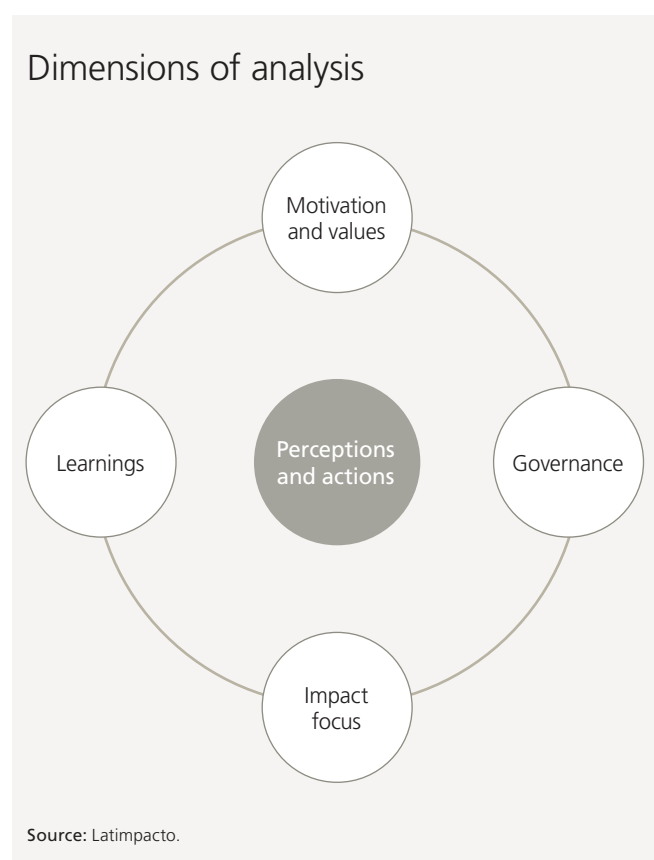 Dimensions of analysis
Motivation
and values
Learnings
Perceptions
and actions
Governance
Impact
focus
Source: Latimpacto.